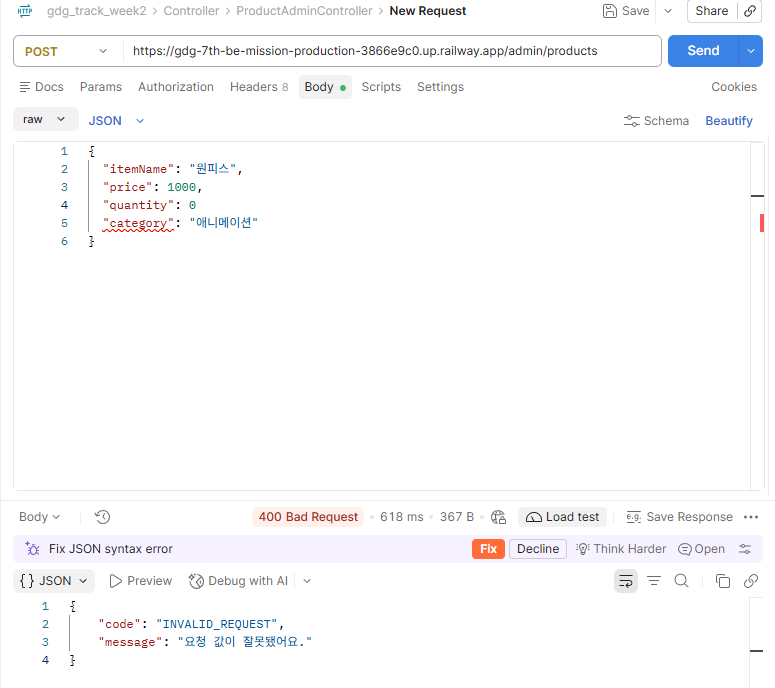 HTTP gdg_track_week2 > Controller > ProductAdminController > New Request Save Share
POST https://gdg-7th-be-mission-production-3866e9c0.up.railway.app/admin/products Send
Docs Params Authorization Headers 8 Body Scripts Settings Cookies
raw JSON Schema Beautify
1 {
2 "itemName": "원피스",
3 "price": 1000,
4 "quantity": 0
5 "category": "애니메이션"
6 }
Body 400 Bad Request • 618 ms • 367 B • Load test e.g. Save Response
Fix JSON syntax error Fix Decline Think Harder Open
{} JSON Preview Debug with AI
1 {
2 "code": "INVALID_REQUEST",
3 "message": "요청 값이 잘못됐어요."
4 }